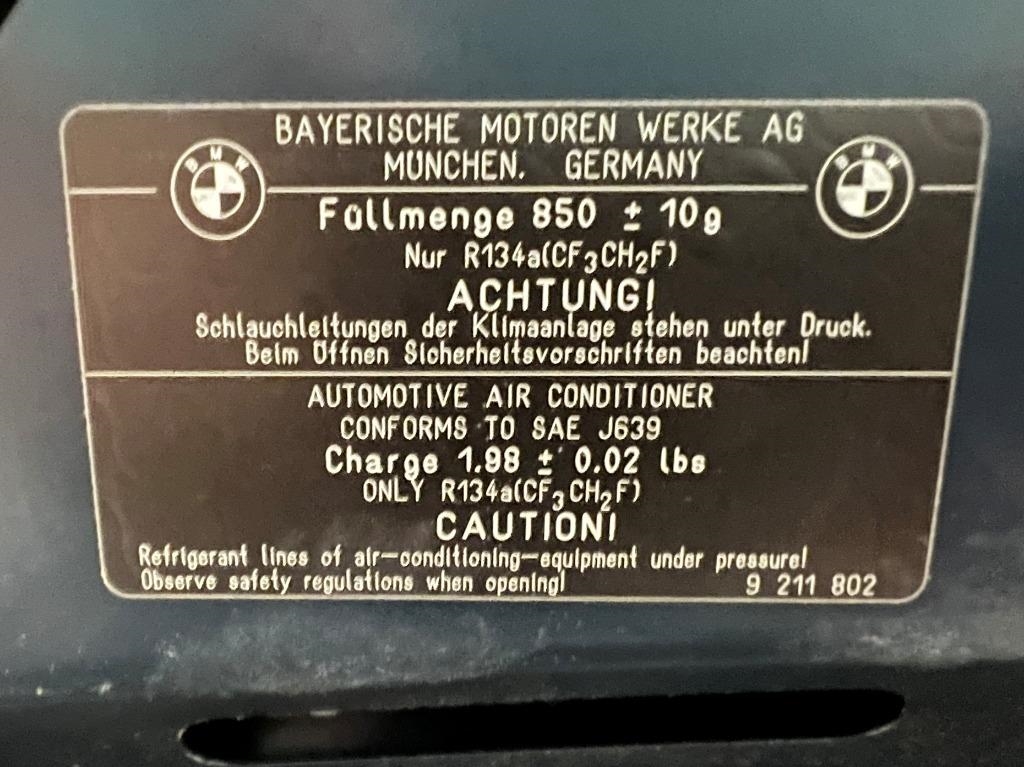 BAYERISCHE MOTOREN WERKE AG
MÜNCHEN. GERMANY
BMW
BMW
Füllmenge 850 ± 10g
Nur R134a(CF₃CH₂F)
ACHTUNG!
Schlauchleitungen der Klimaanlage stehen unter Druck.
Beim Öffnen Sicherheitsvorschriften beachten!
AUTOMOTIVE AIR CONDITIONER
CONFORMS TO SAE J639
Charge 1.98 ± 0.02 lbs
ONLY R134a(CF₃CH₂F)
CAUTION!
Refrigerant lines of air-conditioning-equipment under pressure!
Observe safety regulations when opening!
9 211 802